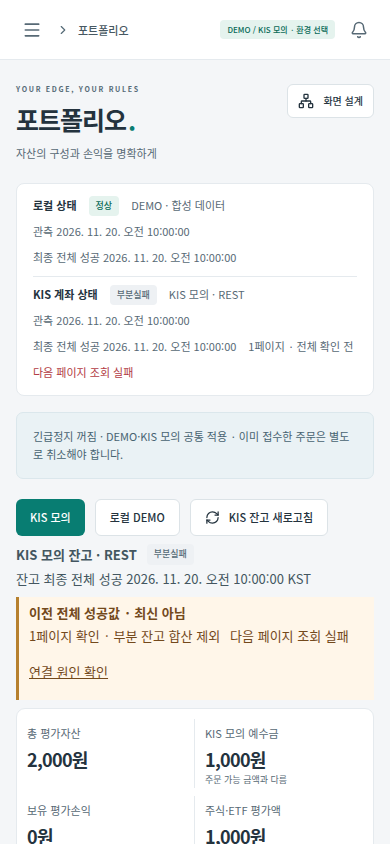 포트폴리오
DEMO / KIS 모의 · 환경 선택
YOUR EDGE, YOUR RULES
포트폴리오.
화면 설계
자산의 구성과 손익을 명확하게
로컬 상태 정상 DEMO · 합성 데이터
관측 2026. 11. 20. 오전 10:00:00
최종 전체 성공 2026. 11. 20. 오전 10:00:00
KIS 계좌 상태 부분실패 KIS 모의 · REST
관측 2026. 11. 20. 오전 10:00:00
최종 전체 성공 2026. 11. 20. 오전 10:00:00 1페이지 · 전체 확인 전
다음 페이지 조회 실패
긴급정지 꺼짐 · DEMO·KIS 모의 공통 적용 · 이미 접수한 주문은 별도
로 취소해야 합니다.
KIS 모의 로컬 DEMO KIS 잔고 새로고침
KIS 모의 잔고 · REST 부분실패
잔고 최종 전체 성공 2026. 11. 20. 오전 10:00:00 KST
이전 전체 성공값 · 최신 아님
1페이지 확인 · 부분 잔고 합산 제외 다음 페이지 조회 실패
연결 원인 확인
총 평가자산 KIS 모의 예수금
2,000원 1,000원
주문 가능 금액과 다름
보유 평가손익 주식·ETF 평가액
0원 1,000원